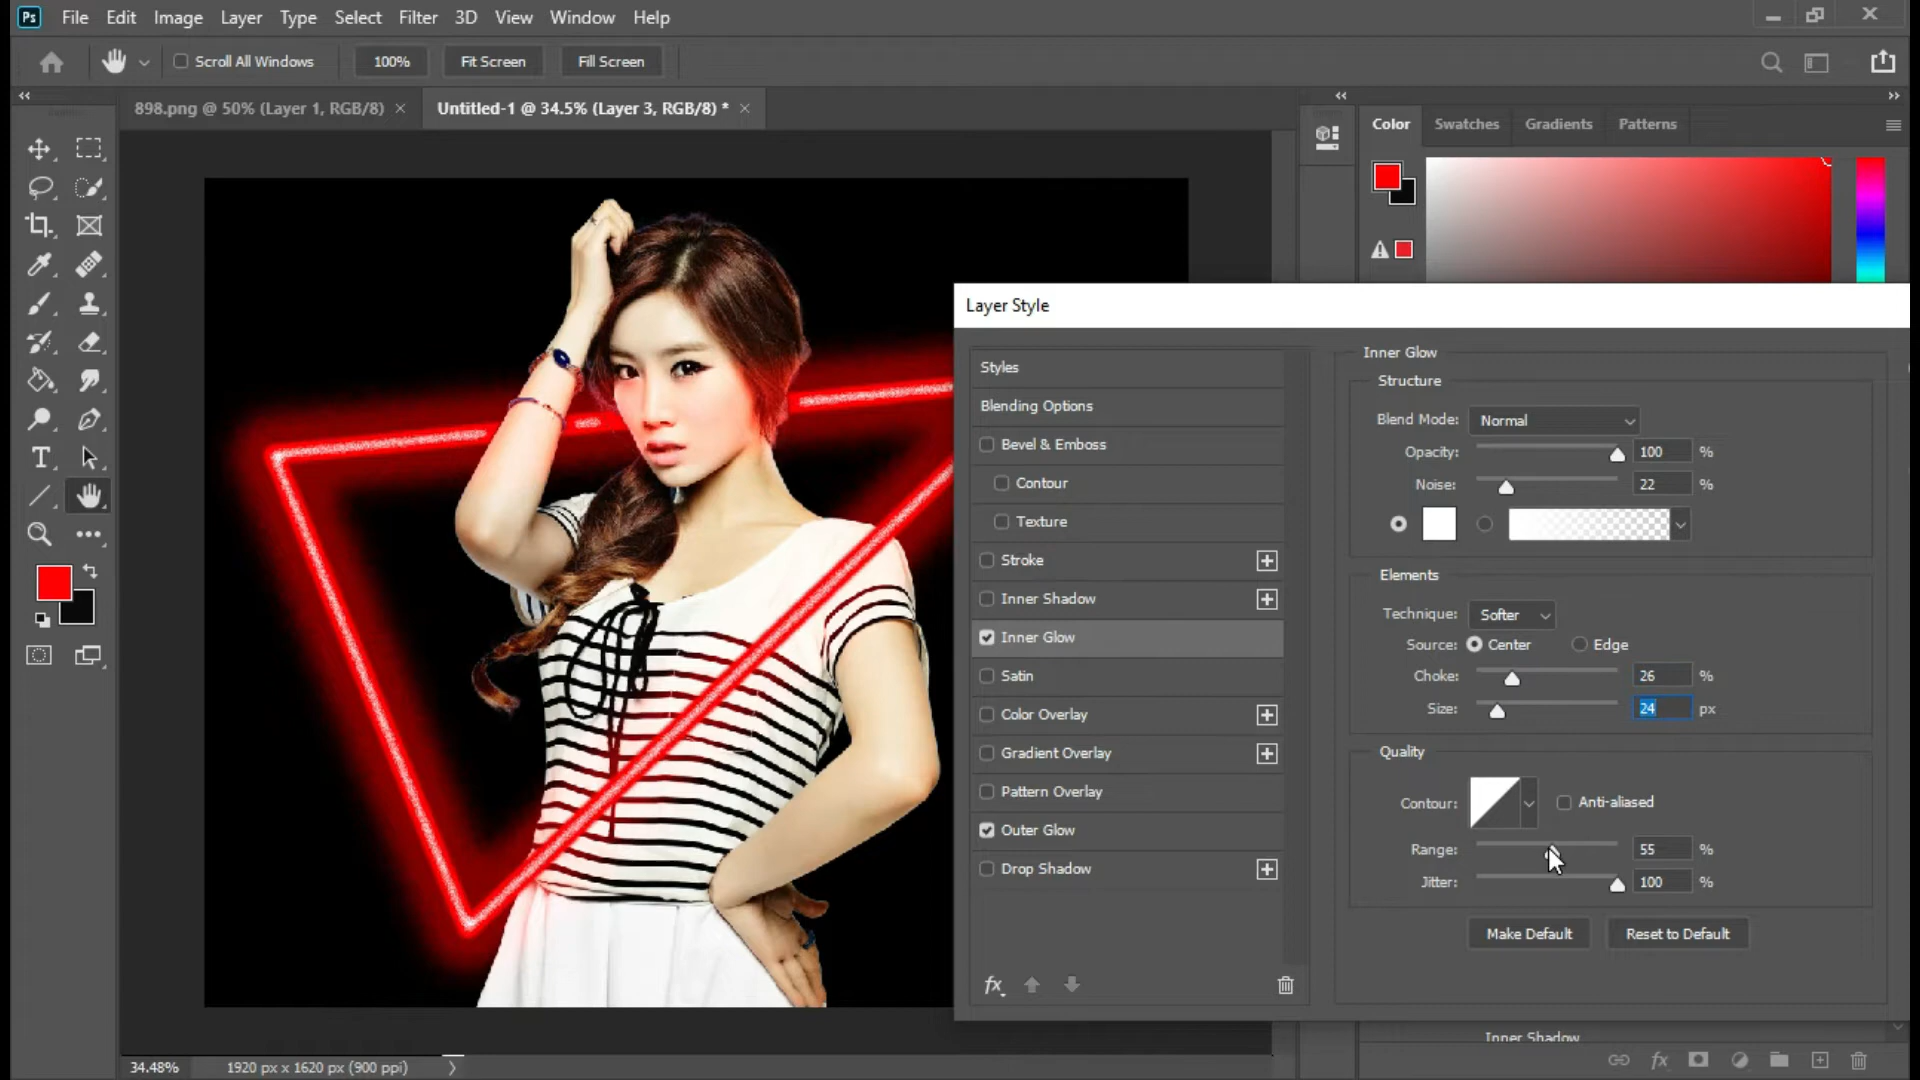 Ps File Edit Image Layer Type Select Filter 3D View Window Help
Scroll All Windows 100% Fit Screen Fill Screen
898.png @ 50% (Layer 1, RGB/8) × Untitled-1 @ 34.5% (Layer 3, RGB/8) * ×
Color Swatches Gradients Patterns
Layer Style
Styles
Blending Options
Bevel & Emboss
Contour
Texture
Stroke
Inner Shadow
Inner Glow
Satin
Color Overlay
Gradient Overlay
Pattern Overlay
Outer Glow
Drop Shadow
fx
Inner Glow
Structure
Blend Mode: Normal
Opacity: 100 %
Noise: 22 %
Elements
Technique: Softer
Source: Center Edge
Choke: 26 %
Size: 24 px
Quality
Contour: Anti-aliased
Range: 55 %
Jitter: 100 %
Make Default Reset to Default
Inner Shadow
fx
34.48% 1920 px x 1620 px (900 ppi)